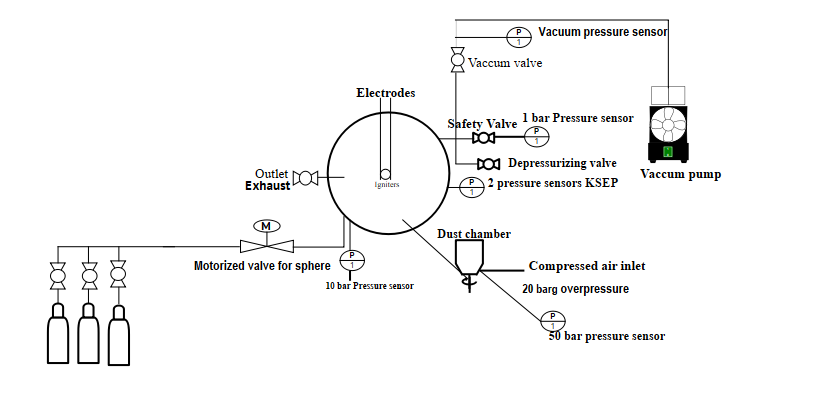 P
1
Vacuum pressure sensor
Vaccum valve
Electrodes
Safety Valve
1 bar Pressure sensor
P
1
Depressurizing valve
Vaccum pump
Outlet
Exhaust
Igniters
P
1
2 pressure sensors KSEP
M
Dust chamber
Motorized valve for sphere
P
1
Compressed air inlet
10 bar Pressure sensor
20 barg overpressure
P
1
50 bar pressure sensor